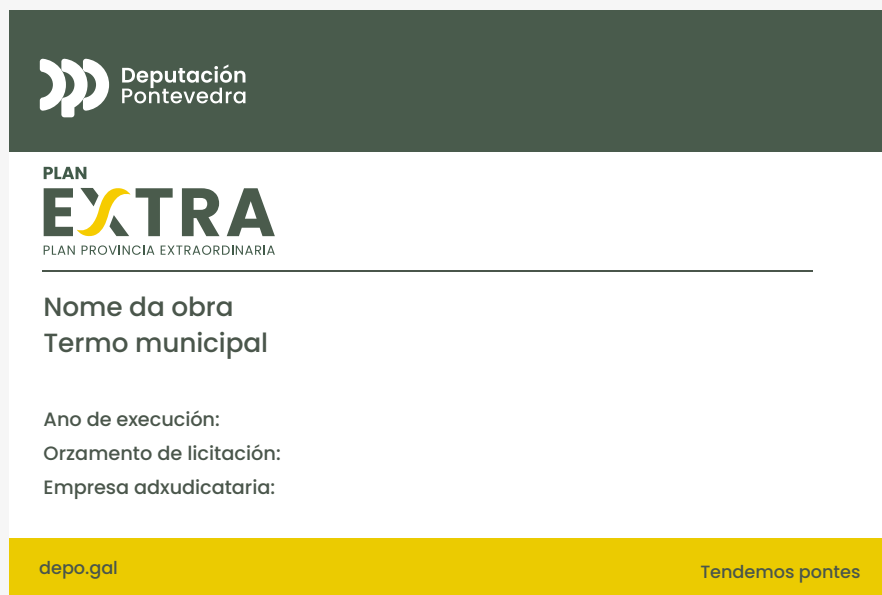 Deputación
Pontevedra
PLAN
EXTRA
PLAN PROVINCIA EXTRAORDINARIA
Nome da obra
Termo municipal
Ano de execución:
Orzamento de licitación:
Empresa adxudicataria:
depo.gal
Tendemos pontes